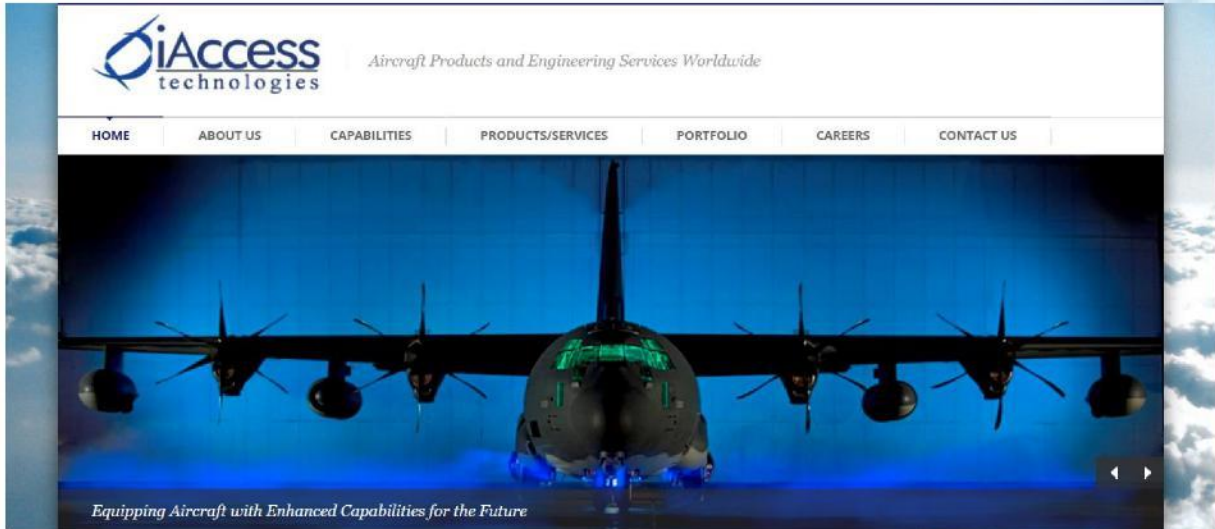 iAccess
technologies
Aircraft Products and Engineering Services Worldwide
HOME ABOUT US CAPABILITIES PRODUCTS/SERVICES PORTFOLIO CAREERS CONTACT US
Equipping Aircraft with Enhanced Capabilities for the Future